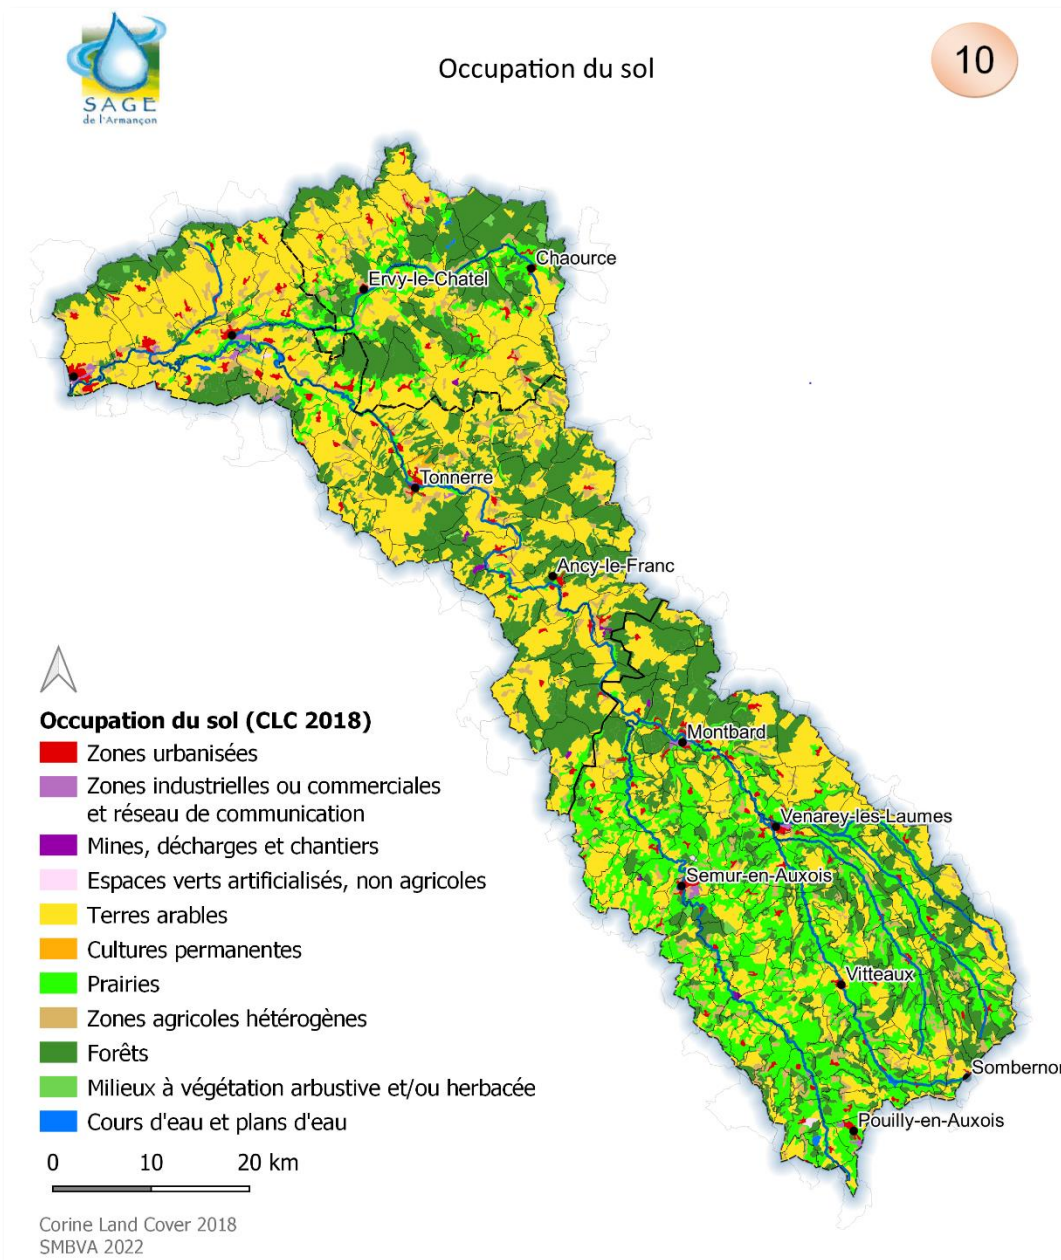 SAGE
de l'Armançon
Occupation du sol
10
Chaource
Ervy-le-Chatel
Tonnerre
Ancy-le-Franc
Montbard
Venarey-les-Laumes
Semur-en-Auxois
Vitteaux
Sombernon
Pouilly-en-Auxois
Occupation du sol (CLC 2018)
Zones urbanisées
Zones industrielles ou commerciales
et réseau de communication
Mines, décharges et chantiers
Espaces verts artificialisés, non agricoles
Terres arables
Cultures permanentes
Prairies
Zones agricoles hétérogènes
Forêts
Milieux à végétation arbustive et/ou herbacée
Cours d'eau et plans d'eau
0 10 20 km
Corine Land Cover 2018
SMBVA 2022